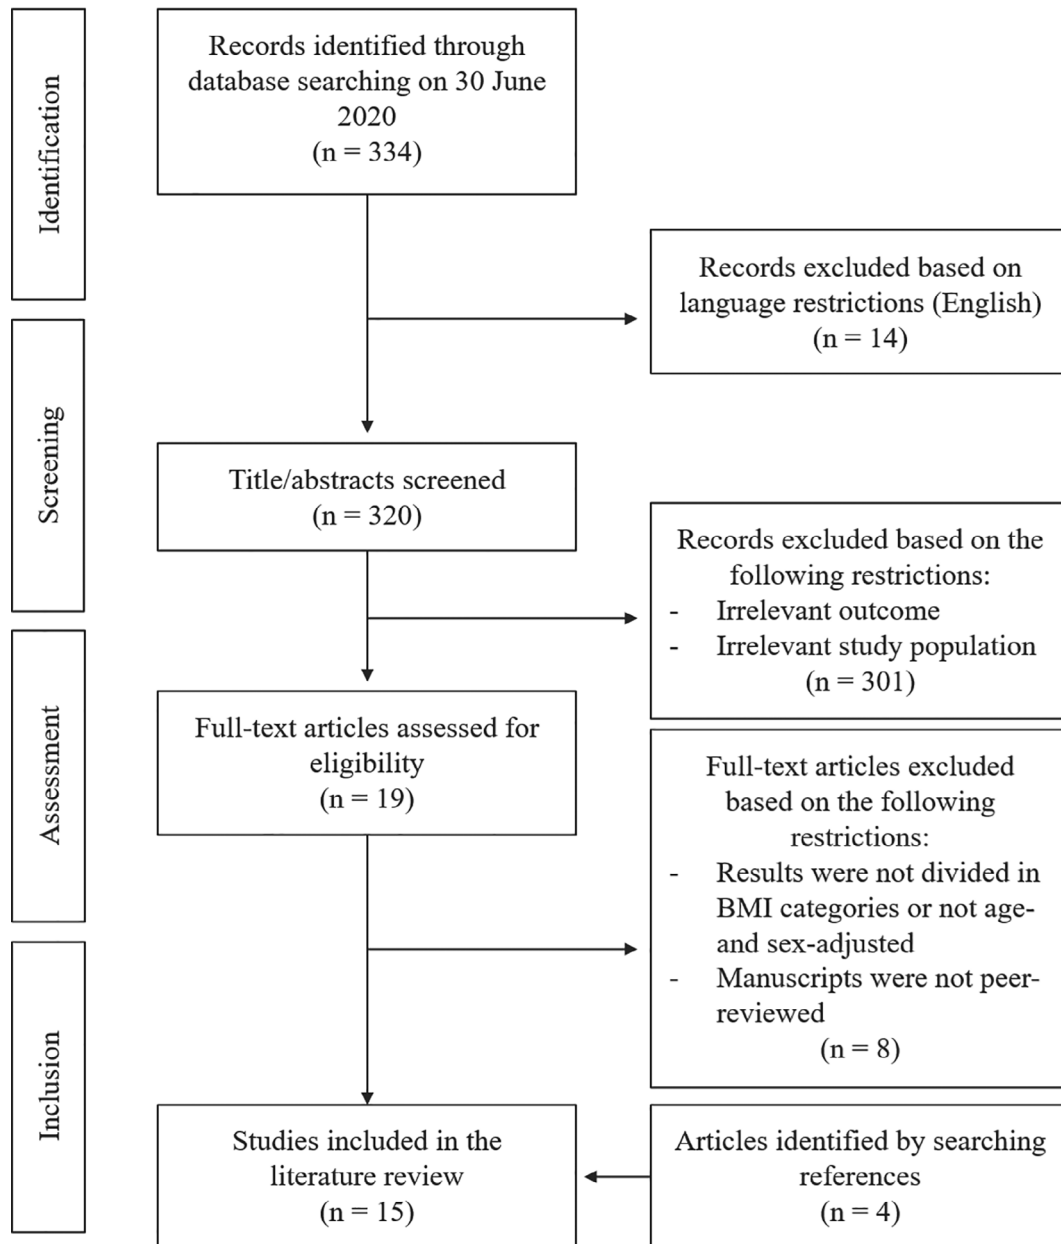 Identification
Records identified through
database searching on 30 June
2020
(n = 334)
Records excluded based on
language restrictions (English)
(n = 14)
Screening
Title/abstracts screened
(n = 320)
Records excluded based on the
following restrictions:
- Irrelevant outcome
- Irrelevant study population
(n = 301)
Assessment
Full-text articles assessed for
eligibility
(n = 19)
Full-text articles excluded
based on the following
restrictions:
- Results were not divided in
BMI categories or not age-
and sex-adjusted
- Manuscripts were not peer-
reviewed
(n = 8)
Inclusion
Studies included in the
literature review
(n = 15)
Articles identified by searching
references
(n = 4)